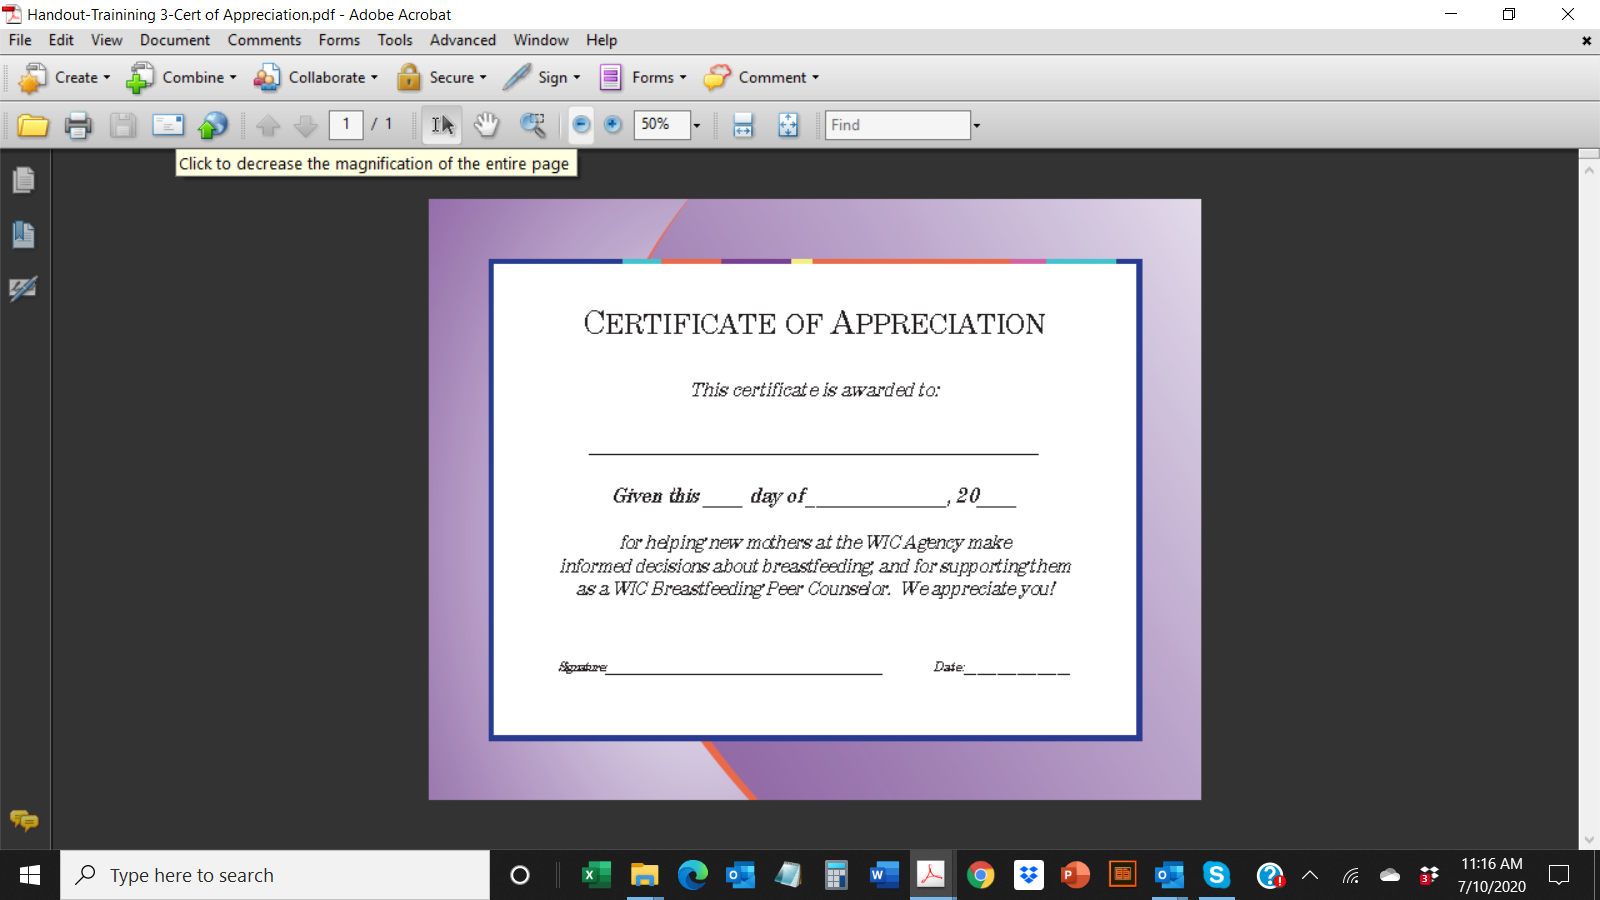 Handout-Trainining 3-Cert of Appreciation.pdf - Adobe Acrobat
File Edit View Document Comments Forms Tools Advanced Window Help
Create Combine Collaborate Secure Sign Forms Comment
1 / 1 50% Find
Click to decrease the magnification of the entire page
CERTIFICATE OF APPRECIATION
This certificate is awarded to:
Given this ____ day of ______________, 20____
for helping new mothers at the WIC Agency make
informed decisions about breastfeeding, and for supporting them
as a WIC Breastfeeding Peer Counselor. We appreciate you!
Signature: Date:
Type here to search
11:16 AM
7/10/2020